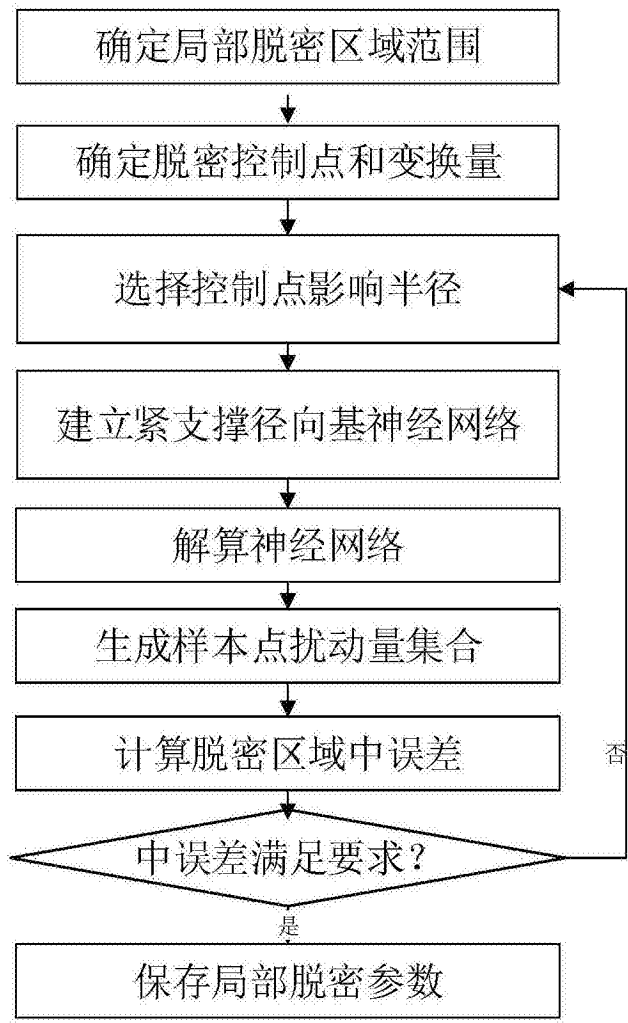 确定局部脱密区域范围
确定脱密控制点和变换量
选择控制点影响半径
建立紧支撑径向基神经网络
解算神经网络
生成样本点扰动量集合
计算脱密区域中误差
否
中误差满足要求？
是
保存局部脱密参数